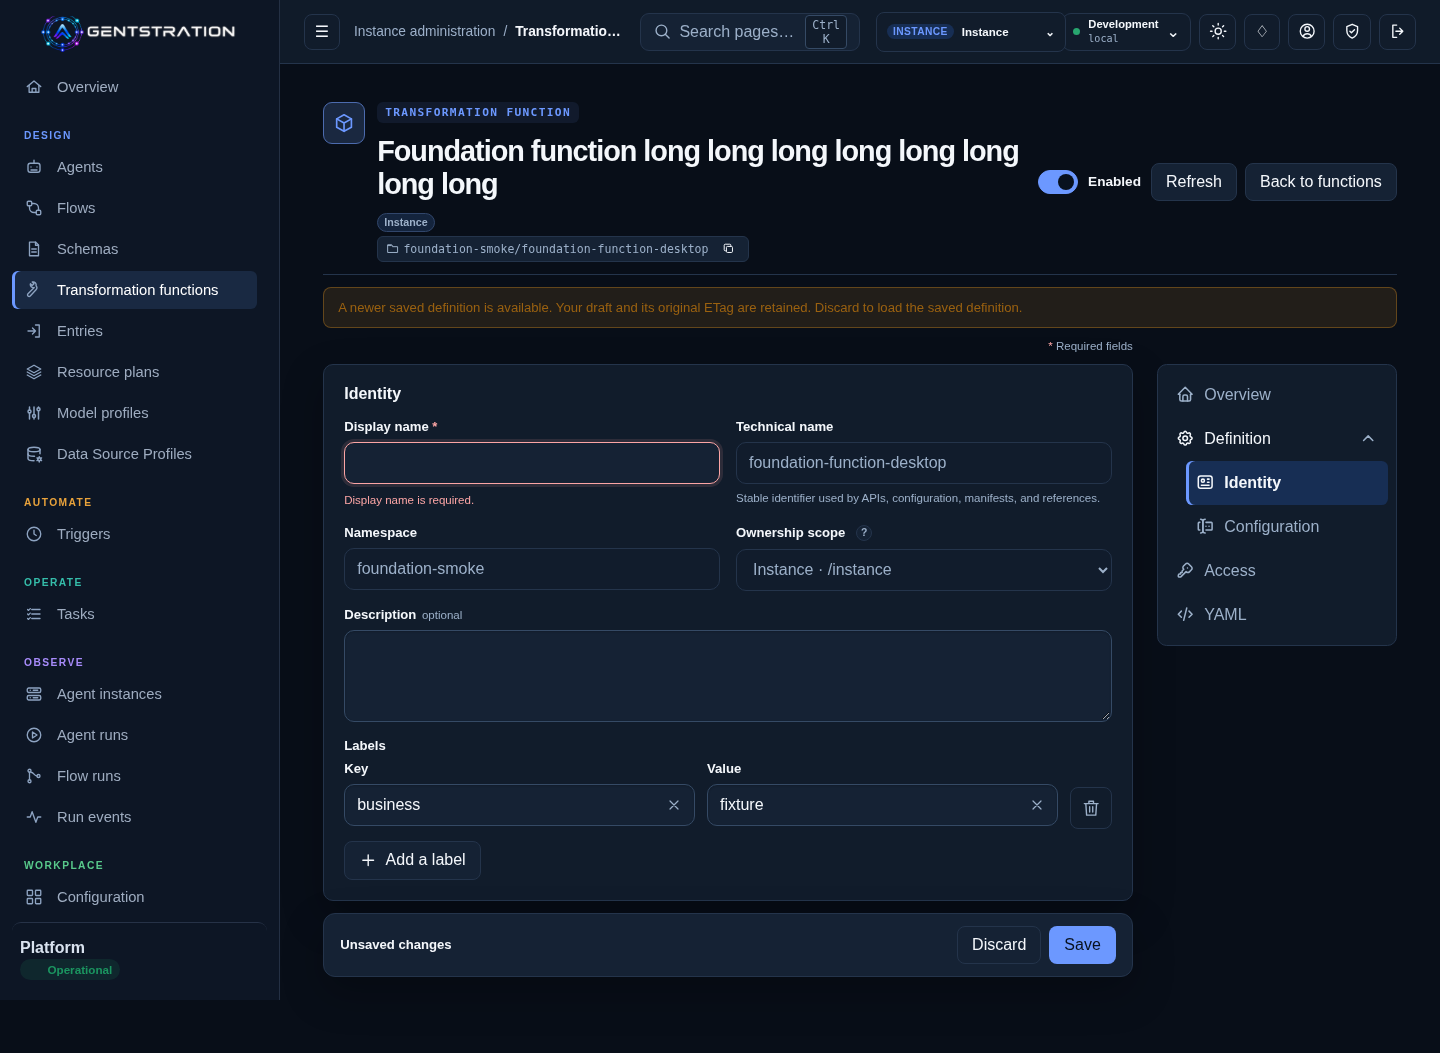 GENTSTRATION
Overview
DESIGN
Agents
Flows
Schemas
Transformation functions
Entries
Resource plans
Model profiles
Data Source Profiles
AUTOMATE
Triggers
OPERATE
Tasks
OBSERVE
Agent instances
Agent runs
Flow runs
Run events
WORKPLACE
Configuration
Platform
Operational
Instance administration / Transformatio…
Search pages… Ctrl K
INSTANCE Instance
Development
local
TRANSFORMATION FUNCTION
Foundation function long long long long long long
long long
Enabled Refresh Back to functions
Instance
foundation-smoke/foundation-function-desktop
A newer saved definition is available. Your draft and its original ETag are retained. Discard to load the saved definition.
* Required fields
Identity
Display name *
Display name is required.
Technical name
foundation-function-desktop
Stable identifier used by APIs, configuration, manifests, and references.
Namespace
foundation-smoke
Ownership scope ?
Instance · /instance
Description optional
Labels
Key Value
business fixture
Add a label
Unsaved changes Discard Save
Overview
Definition
Identity
Configuration
Access
YAML